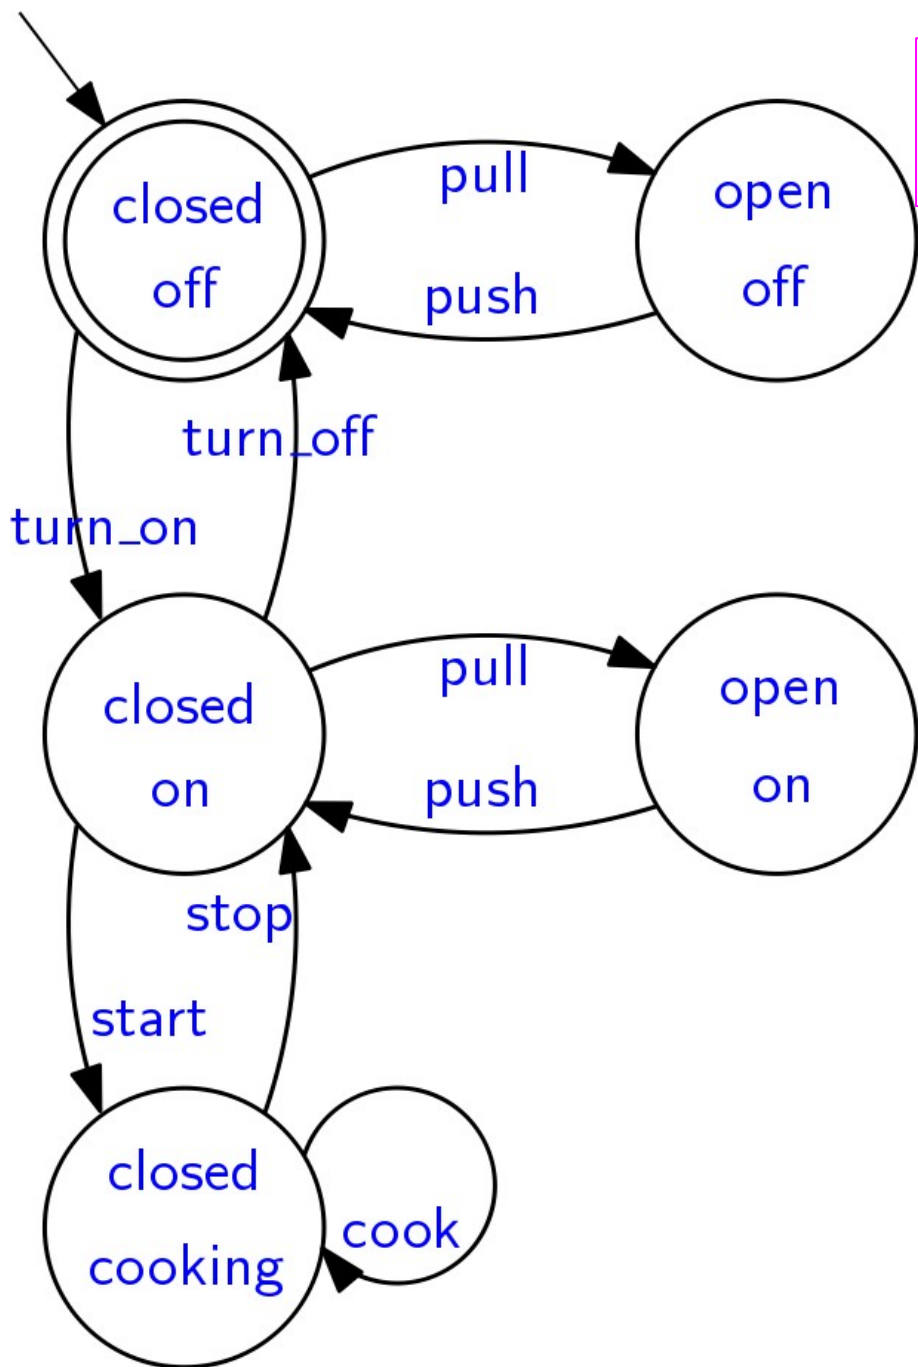 closed
off
pull
push
open
off
turn_off
turn_on
closed
on
pull
push
open
on
stop
start
closed
cooking
cook